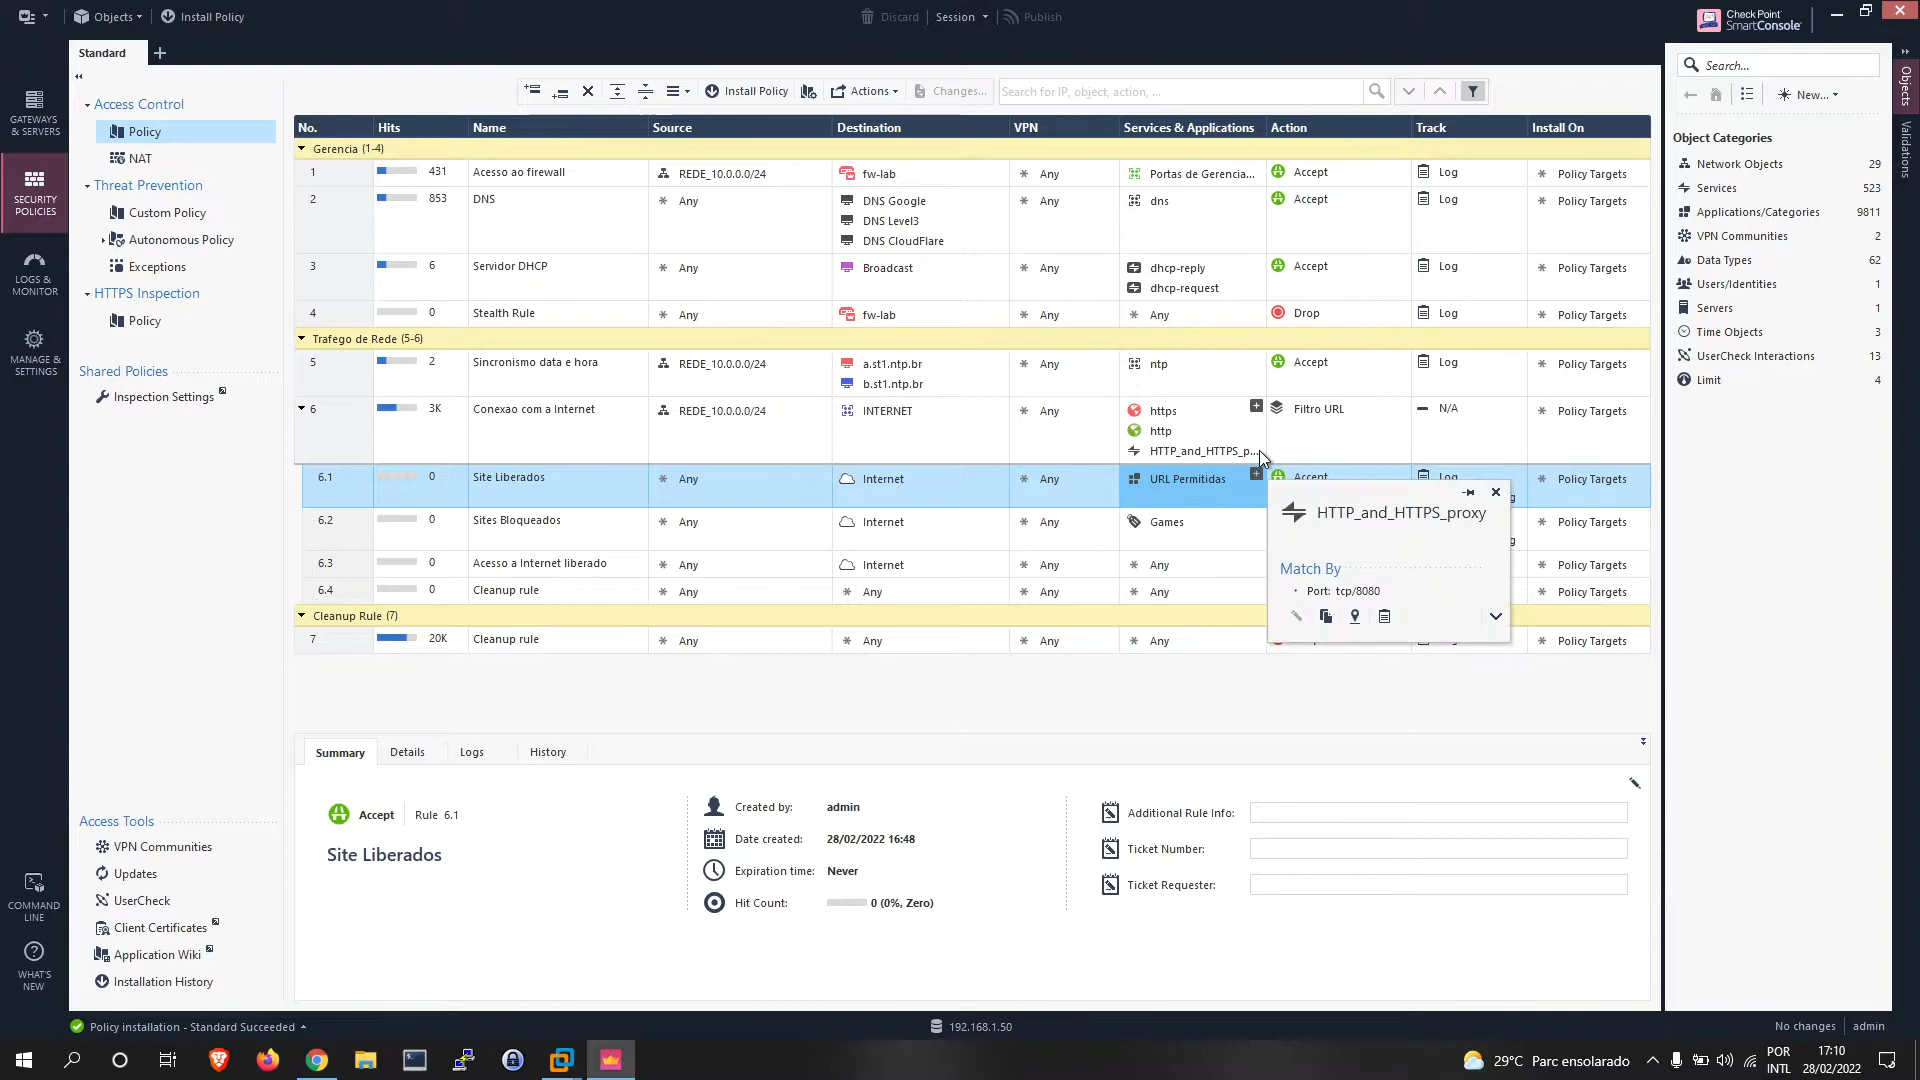 Objects
Install Policy
Discard
Session
Publish
Check Point
SmartConsole
Standard
GATEWAYS
& SERVERS
SECURITY
POLICIES
LOGS &
MONITOR
MANAGE &
SETTINGS
COMMAND
LINE
WHAT'S
NEW
Access Control
Policy
NAT
Threat Prevention
Custom Policy
Autonomous Policy
Exceptions
HTTPS Inspection
Policy
Shared Policies
Inspection Settings
Access Tools
VPN Communities
Updates
UserCheck
Client Certificates
Application Wiki
Installation History
Install Policy
Actions
Changes...
Search for IP, object, action, ...
No. Hits Name Source Destination VPN Services & Applications Action Track Install On
Gerencia (1-4)
1 431 Acesso ao firewall REDE_10.0.0.0/24 fw-lab Any Portas de Gerencia... Accept Log Policy Targets
2 853 DNS Any DNS Google Any dns Accept Log Policy Targets
DNS Level3
DNS CloudFlare
3 6 Servidor DHCP Any Broadcast Any dhcp-reply Accept Log Policy Targets
dhcp-request
4 0 Stealth Rule Any fw-lab Any Any Drop Log Policy Targets
Trafego de Rede (5-6)
5 2 Sincronismo data e hora REDE_10.0.0.0/24 a.st1.ntp.br Any ntp Accept Log Policy Targets
b.st1.ntp.br
6 3K Conexao com a Internet REDE_10.0.0.0/24 INTERNET Any https Filtro URL N/A Policy Targets
http
HTTP_and_HTTPS_p...
6.1 0 Site Liberados Any Internet Any URL Permitidas Accept Log Policy Targets
6.2 0 Sites Bloqueados Any Internet Any Games Policy Targets
6.3 0 Acesso a Internet liberado Any Internet Any Any Policy Targets
6.4 0 Cleanup rule Any Any Any Any Policy Targets
Cleanup Rule (7)
7 20K Cleanup rule Any Any Any Any Policy Targets
HTTP_and_HTTPS_proxy
Match By
Port: tcp/8080
Summary Details Logs History
Accept Rule 6.1
Site Liberados
Created by: admin
Date created: 28/02/2022 16:48
Expiration time: Never
Hit Count: 0 (0%, Zero)
Additional Rule Info:
Ticket Number:
Ticket Requester:
Search...
New...
Object Categories
Network Objects 29
Services 523
Applications/Categories 9811
VPN Communities 2
Data Types 62
Users/Identities 1
Servers 1
Time Objects 3
UserCheck Interactions 13
Limit 4
Objects
Validations
Policy installation - Standard Succeeded
192.168.1.50
No changes
admin
29°C Parc ensolarado
POR
INTL
17:10
28/02/2022